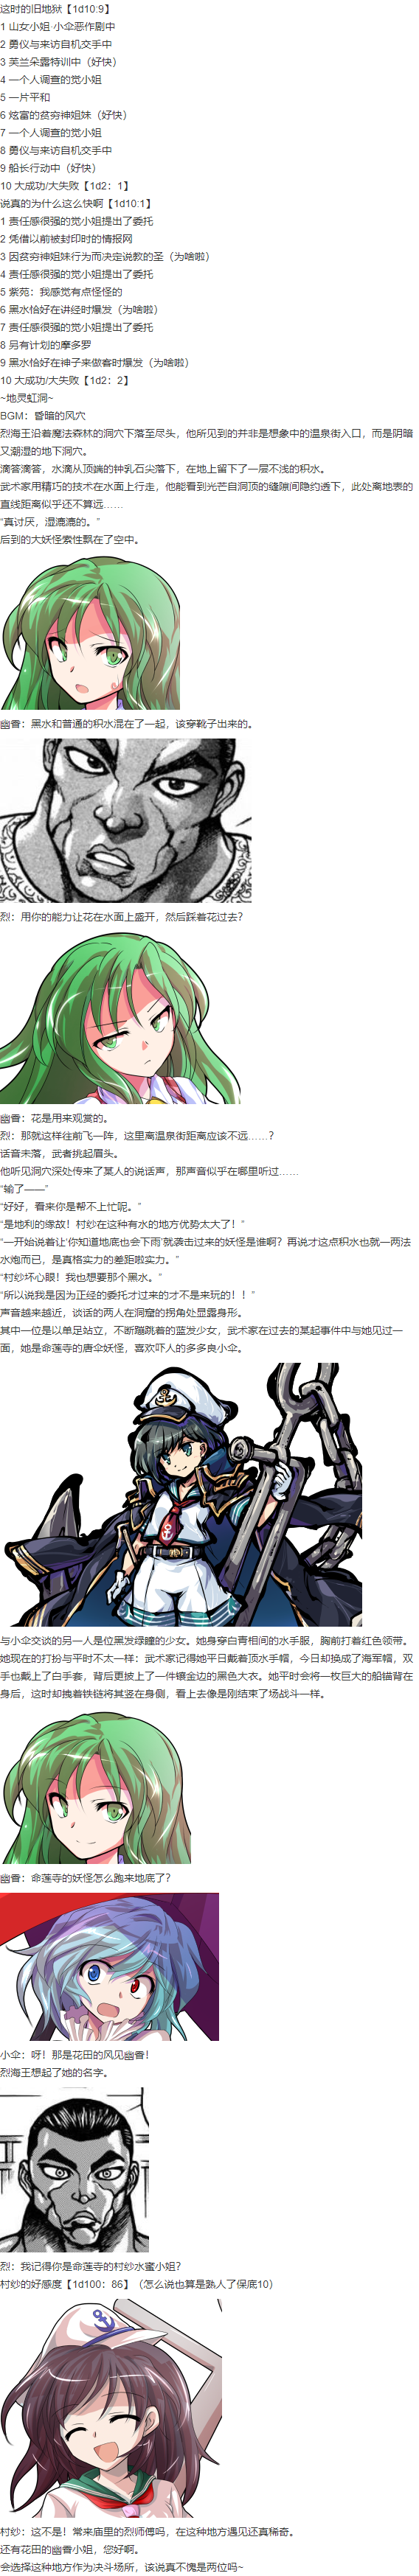 这时的旧地狱【1d10:9】
1 山女小姐·小伞恶作剧中
2 勇仪与来访自机交手中
3 芙兰朵露特训中（好快）
4 一个人调查的觉小姐
5 一片平和
6 炫富的贫穷神姐妹（好快）
7 一个人调查的觉小姐
8 勇仪与来访自机交手中
9 船长行动中（好快）
10 大成功/大失败【1d2：1】
说真的为什么这么快啊【1d10:1】
1 责任感很强的觉小姐提出了委托
2 凭借以前被封印时的情报网
3 因贫穷神姐妹行为而决定说教的圣（为啥啦）
4 责任感很强的觉小姐提出了委托
5 紫苑：我感觉有点怪怪的
6 黑水恰好在讲经时爆发（为啥啦）
7 责任感很强的觉小姐提出了委托
8 另有计划的摩多罗
9 黑水恰好在神子来做客时爆发（为啥啦）
10 大成功/大失败【1d2：2】
~地灵虹洞~
BGM：昏暗的风穴
烈海王沿着魔法森林的洞穴下落至尽头，他所见到的并非是想象中的温泉街入口，而是阴暗
又潮湿的地下洞穴。
滴答滴答，水滴从顶端的钟乳石尖落下，在地上留下了一层不浅的积水。
武术家用精巧的技术在水面上行走，他能看到光芒自洞顶的缝隙间隐约透下，此处离地表的
直线距离似乎还不算远……
“真讨厌，湿漉漉的。”
后到的大妖怪索性飘在了空中。
幽香：黑水和普通的积水混在了一起，该穿靴子出来的。
烈：用你的能力让花在水面上盛开，然后踩着花过去？
幽香：花是用来观赏的。
烈：那就这样往前飞一阵，这里离温泉街距离应该不远……？
话音未落，武者挑起眉头。
他听见洞穴深处传来了某人的说话声，那声音似乎在哪里听过……
“输了——”
“好好，看来你是帮不上忙呢。”
“是地利的缘故！村纱在这种有水的地方优势太大了！”
“一开始说着让‘你知道地底也会下雨’就袭击过来的妖怪是谁啊？再说才这点积水也就一两法
水炮而已，是真格实力的差距啦实力。”
“村纱坏心眼！我也想要那个黑水。”
“所以说我是因为正经的委托才过来的才不是来玩的！！”
声音越来越近，谈话的两人在洞窟的拐角处显露身形。
其中一位是以单足站立，不断蹦跳着的蓝发少女，武术家在过去的某起事件中与她见过一
面，她是命莲寺的唐伞妖怪，喜欢吓人的多多良小伞。
与小伞交谈的另一人是位黑发绿瞳的少女。她身穿白青相间的水手服，胸前打着红色领带。
她现在的打扮与平时不太一样：武术家记得她平日戴着顶水手帽，今日却换成了海军帽，双
手也戴上了白手套，背后更披上了一件镶金边的黑色大衣。她平时会将一枚巨大的船锚背在
身后，这时却拽着铁链将其竖在身侧，看上去像是刚结束了场战斗一样。
幽香：命莲寺的妖怪怎么跑来地底了？
小伞：呀！那是花田的风见幽香！
烈海王想起了她的名字。
烈：我记得你是命莲寺的村纱水蜜小姐？
村纱的好感度【1d100：86】（怎么说也算是熟人了保底10）
村纱：这不是！常来庙里的烈师傅吗，在这种地方遇见还真稀奇。
还有花田的幽香小姐，您好啊。
会选择这种地方作为决斗场所，该说真不愧是两位吗~